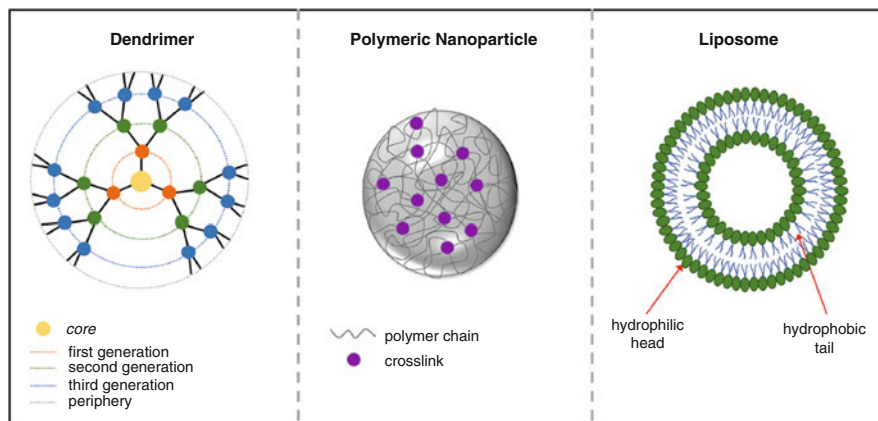 Dendrimer
core
first generation
second generation
third generation
periphery
Polymeric Nanoparticle
polymer chain
crosslink
Liposome
hydrophilic
head
hydrophobic
tail